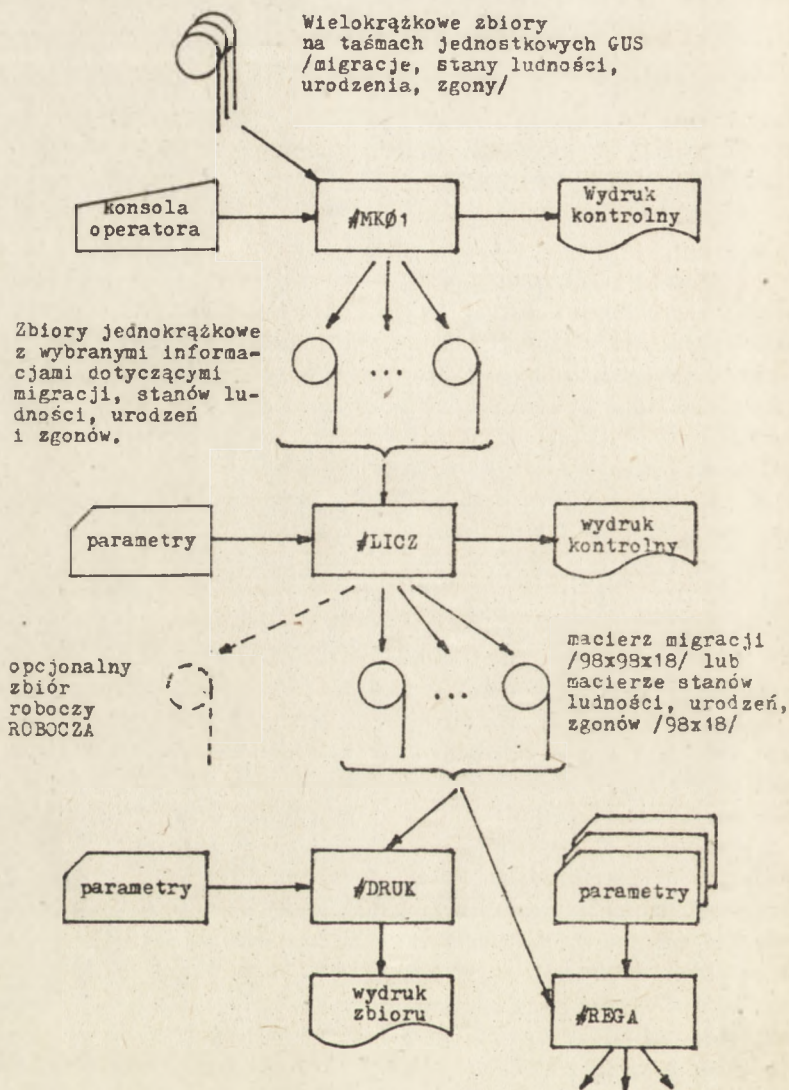 Wielokrążkowe zbiory
na taśmach jednostkowych GUS
/migracje, stany ludności,
urodzenia, zgony/
konsola
operatora
#MKØ1
Wydruk
kontrolny
Zbiory jednokrążkowe
z wybranymi informa-
cjami dotyczącymi
migracji, stanów lu-
dności, urodzeń
i zgonów.
...
parametry
#LICZ
wydruk
kontrolny
opcjonalny
zbiór
roboczy
ROBOCZA
...
macierz migracji
/98x98x18/ lub
macierze stanów
ludności, urodzeń,
zgonów /98x18/
parametry
#DRUK
parametry
wydruk
zbioru
#REGA